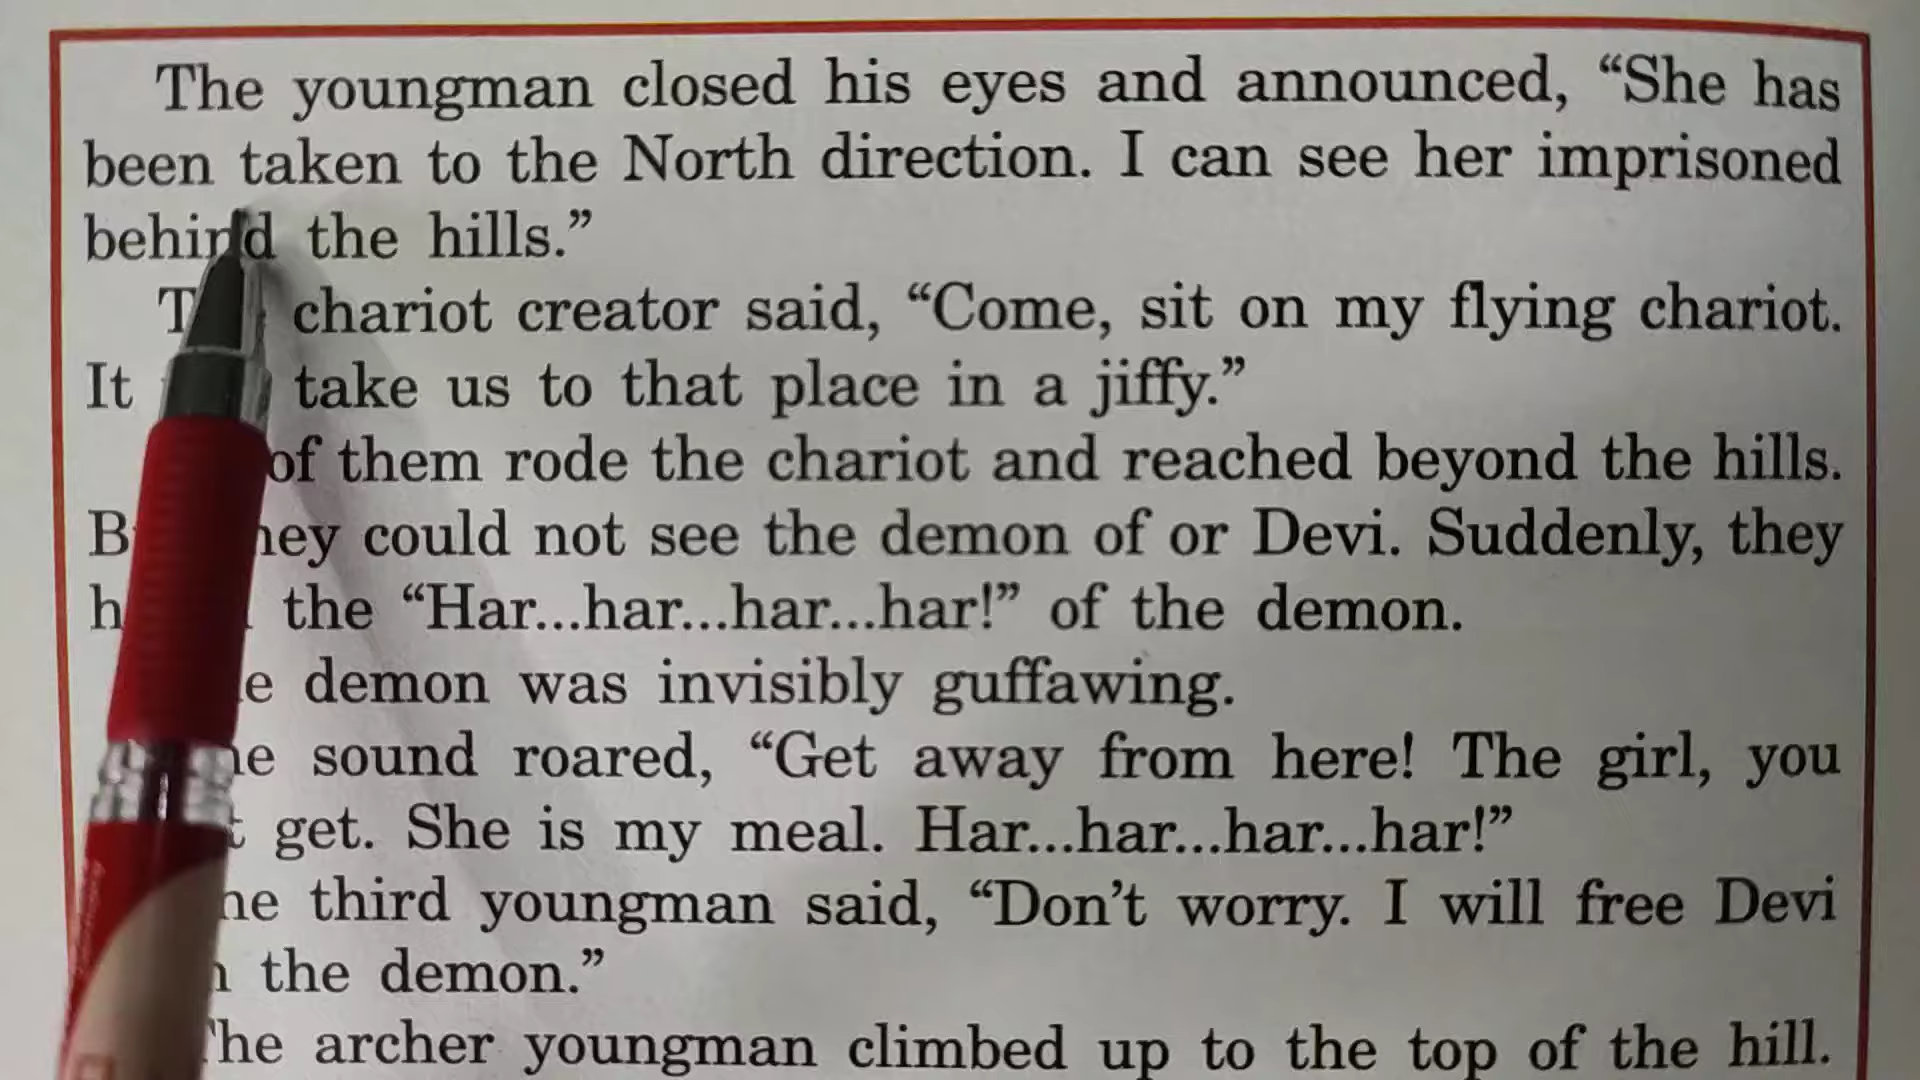 The youngman closed his eyes and announced, “She has
been taken to the North direction. I can see her imprisoned
behind the hills.”
chariot creator said, “Come, sit on my flying chariot.
It take us to that place in a jiffy.”
of them rode the chariot and reached beyond the hills.
could not see the demon of or Devi. Suddenly, they
the “Har...har...har...har!” of the demon.
demon was invisibly guffawing.
sound roared, “Get away from here! The girl, you
get. She is my meal. Har...har...har...har!”
third youngman said, “Don’t worry. I will free Devi
the demon.”
The archer youngman climbed up to the top of the hill.